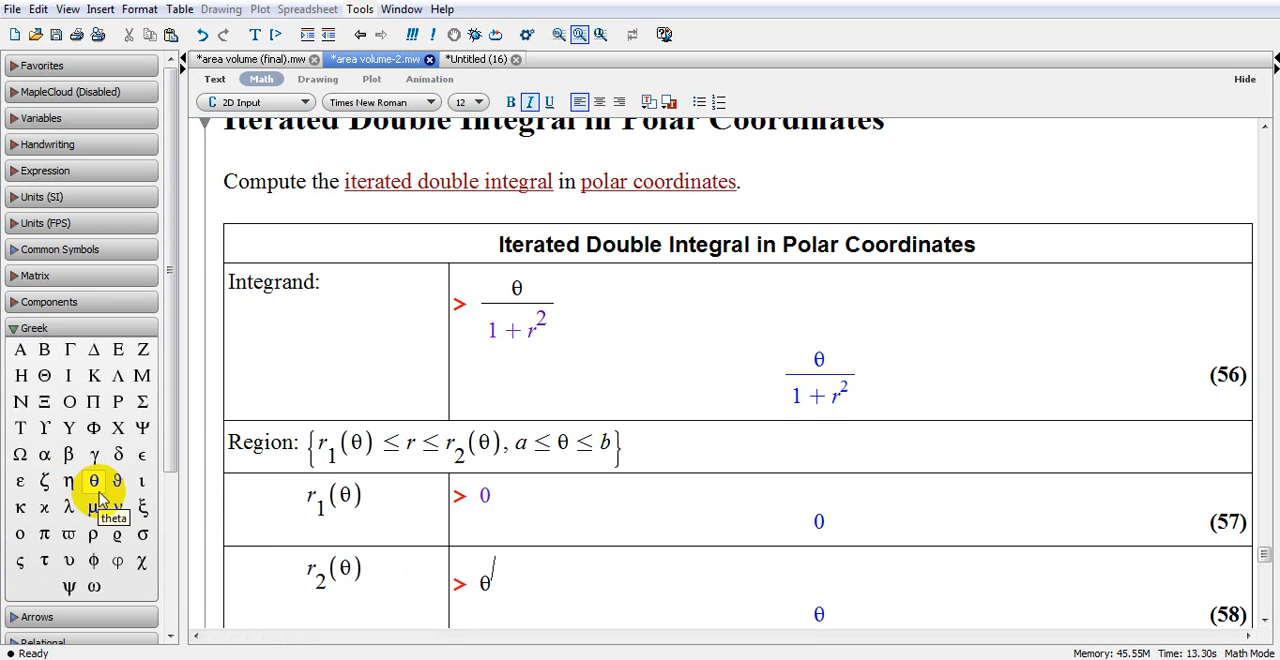 File Edit View Insert Format Table Drawing Plot Spreadsheet Tools Window Help
*area volume (final).mw *area volume-2.mw *Untitled (16)
Text Math Drawing Plot Animation Hide
C 2D Input Times New Roman 12 B I U
Favorites
MapleCloud (Disabled)
Variables
Handwriting
Expression
Units (SI)
Units (FPS)
Common Symbols
Matrix
Components
Greek
Α Β Γ Δ Ε Ζ
Η Θ Ι Κ Λ Μ
Ν Ξ Ο Π Ρ Σ
Τ ϒ Υ Φ Χ Ψ
Ω α β γ δ ϵ
ε ζ η θ ϑ ι
κ ϰ λ μ ν ξ
ο π ϖ ρ ϱ σ
ς τ υ ϕ φ χ
ψ ω
theta
Arrows
Relational
Iterated Double Integral in Polar Coordinates
Compute the iterated double integral in polar coordinates.
Iterated Double Integral in Polar Coordinates
Integrand:
> θ/(1 + r²)
θ/(1 + r²) (56)
Region: {r₁(θ) ≤ r ≤ r₂(θ), a ≤ θ ≤ b}
r₁(θ) > 0
0 (57)
r₂(θ) > θ
θ (58)
Ready Memory: 45.55M Time: 13.30s Math Mode